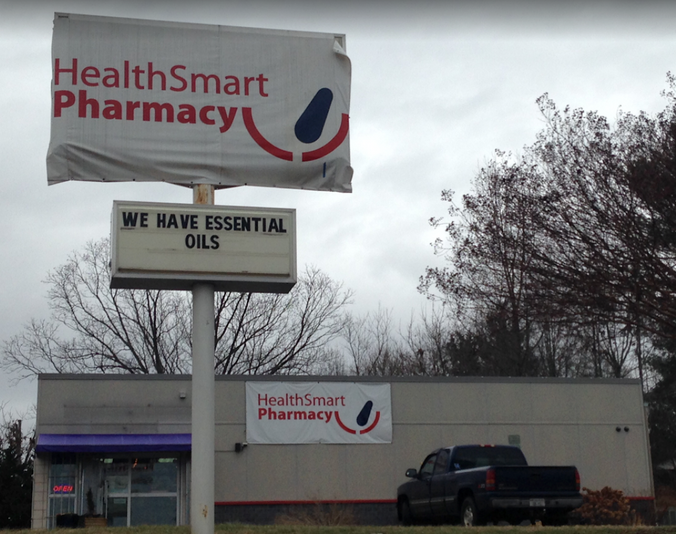 HealthSmart
Pharmacy
WE HAVE ESSENTIAL
OILS
HealthSmart
Pharmacy
OPEN